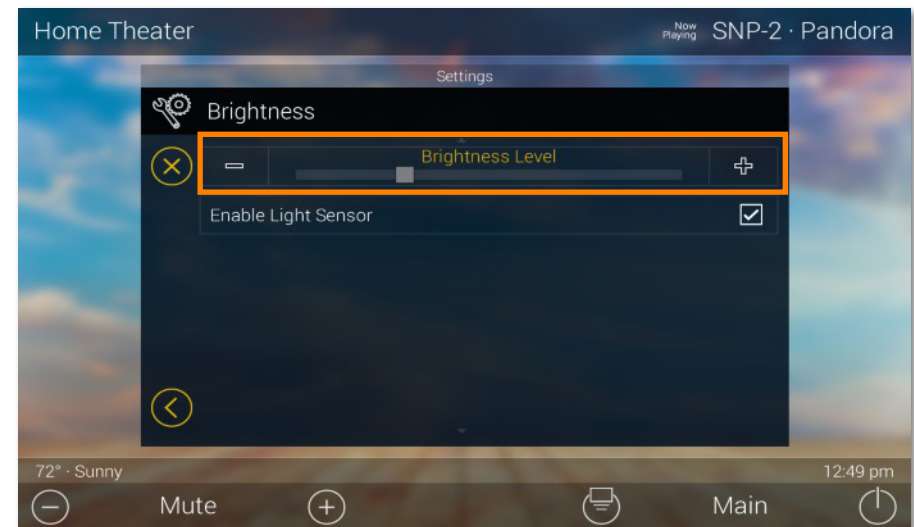 Home Theater
Now Playing SNP-2 · Pandora
Settings
Brightness
Brightness Level
Enable Light Sensor
72° · Sunny
12:49 pm
Mute
Main